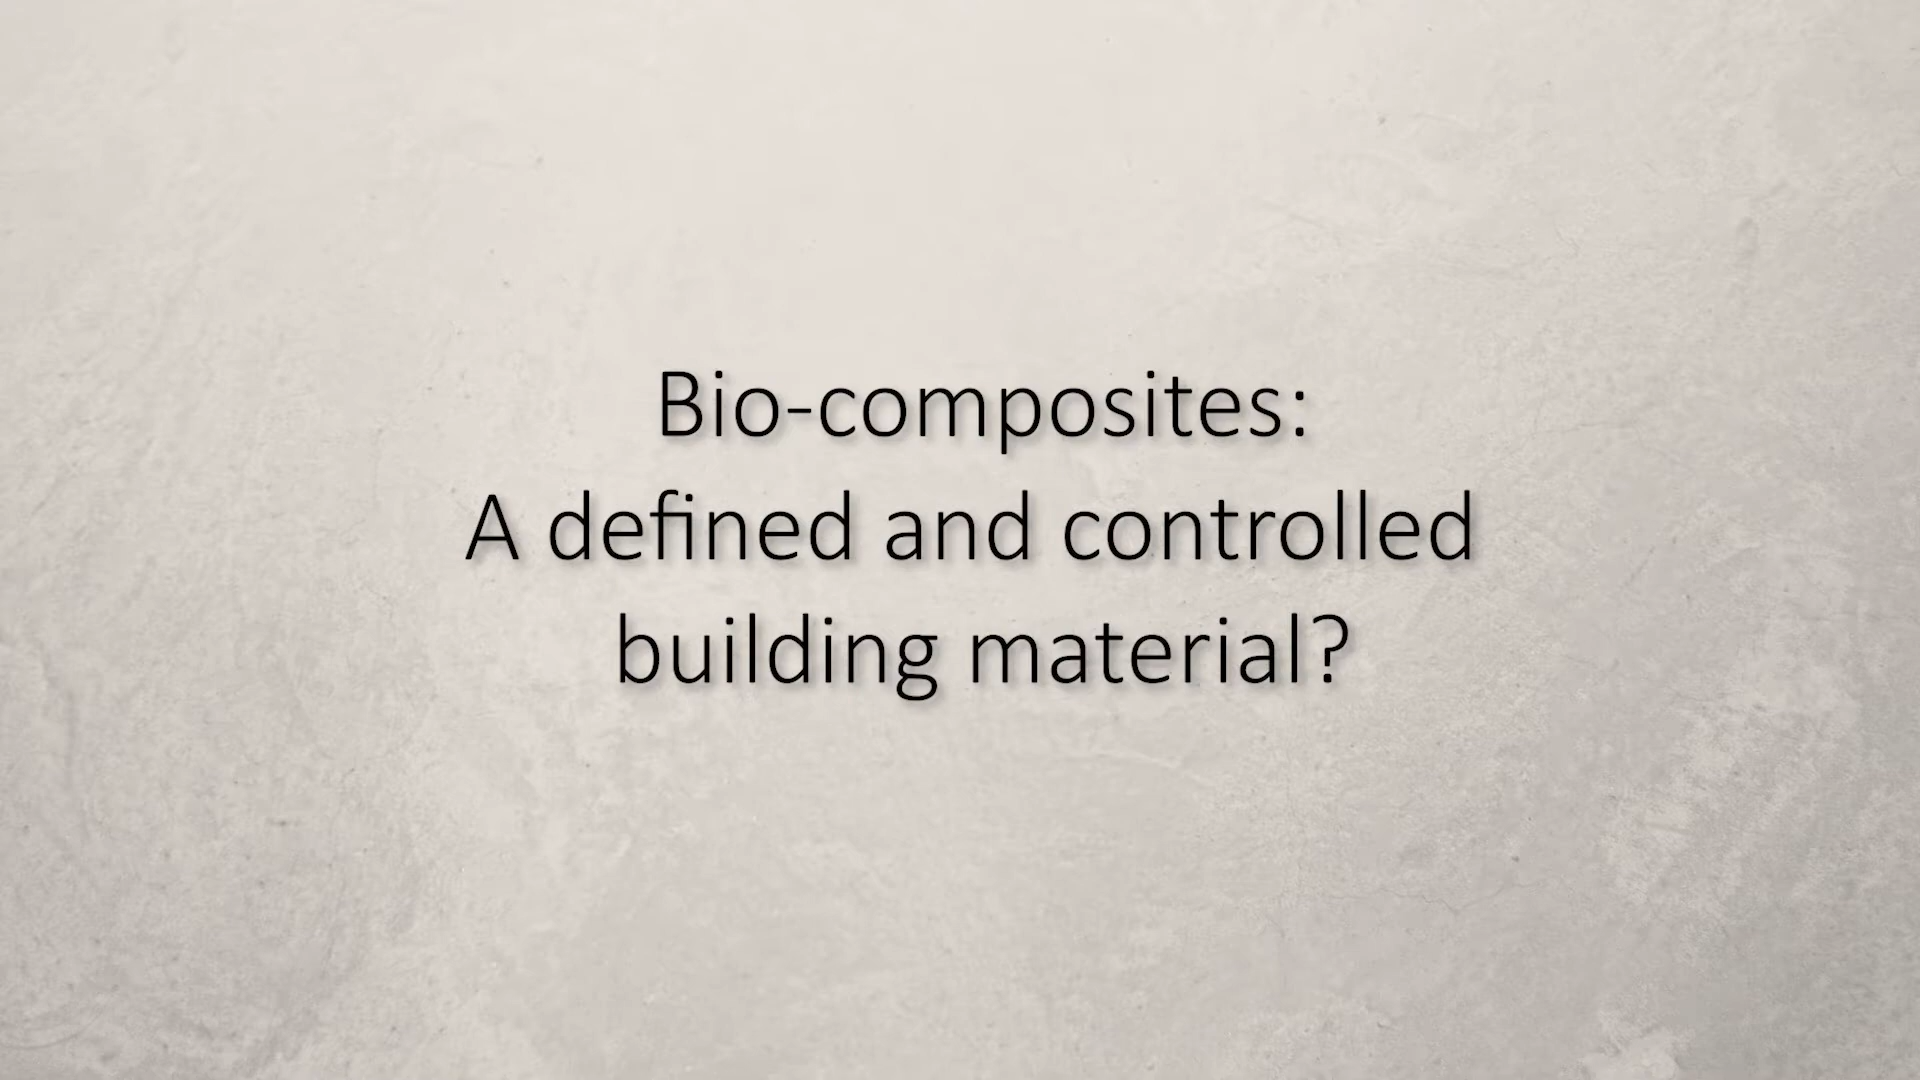 Bio-composites:
A defined and controlled
building material?